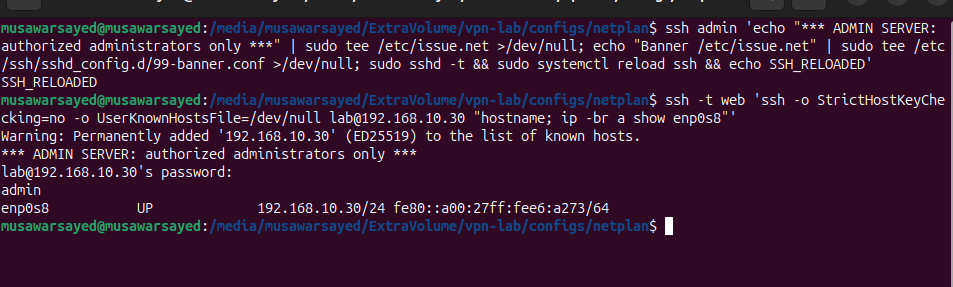 musawarsayed@musawarsayed:/media/musawarsayed/ExtraVolume/vpn-lab/configs/netplan$ ssh admin 'echo "*** ADMIN SERVER:
authorized administrators only ***" | sudo tee /etc/issue.net >/dev/null; echo "Banner /etc/issue.net" | sudo tee /etc
/ssh/sshd_config.d/99-banner.conf >/dev/null; sudo sshd -t && sudo systemctl reload ssh && echo SSH_RELOADED'
SSH_RELOADED
musawarsayed@musawarsayed:/media/musawarsayed/ExtraVolume/vpn-lab/configs/netplan$ ssh -t web 'ssh -o StrictHostKeyChe
cking=no -o UserKnownHostsFile=/dev/null lab@192.168.10.30 "hostname; ip -br a show enp0s8"'
Warning: Permanently added '192.168.10.30' (ED25519) to the list of known hosts.
*** ADMIN SERVER: authorized administrators only ***
lab@192.168.10.30's password:
admin
enp0s8           UP             192.168.10.30/24 fe80::a00:27ff:fee6:a273/64
musawarsayed@musawarsayed:/media/musawarsayed/ExtraVolume/vpn-lab/configs/netplan$